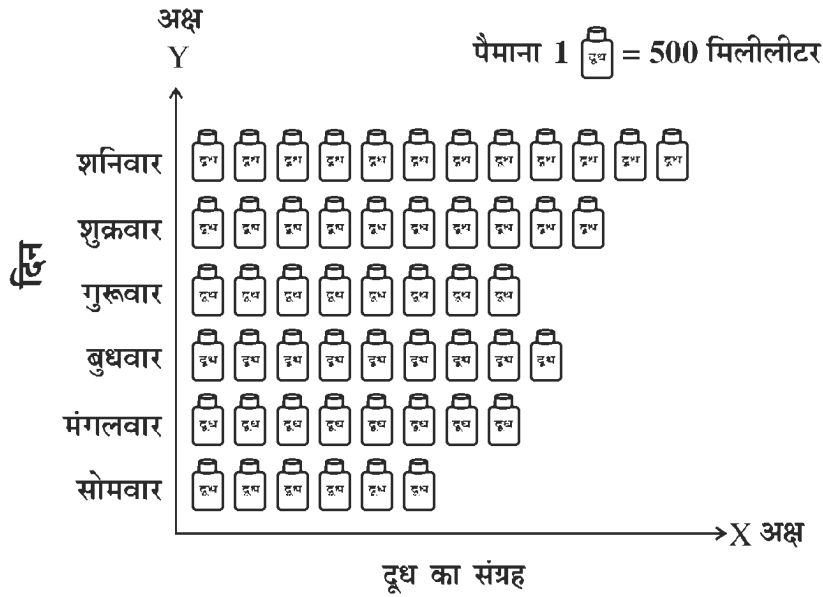 अक्ष
Y
पैमाना 1 दूध = 500 मिलीलीटर
शनिवार दूध दूध दूध दूध दूध दूध दूध दूध दूध दूध दूध दूध
शुक्रवार दूध दूध दूध दूध दूध दूध दूध दूध दूध दूध
दिन
गुरूवार दूध दूध दूध दूध दूध दूध दूध दूध
बुधवार दूध दूध दूध दूध दूध दूध दूध दूध दूध
मंगलवार दूध दूध दूध दूध दूध दूध दूध दूध
सोमवार दूध दूध दूध दूध दूध दूध
X अक्ष
दूध का संग्रह